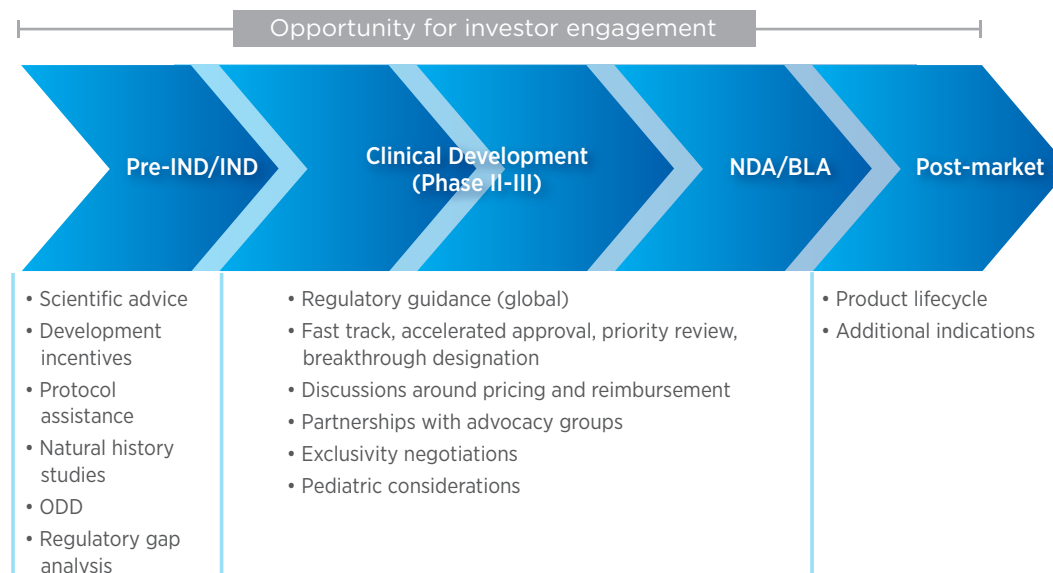 Opportunity for investor engagement
Pre-IND/IND
Clinical Development
(Phase II-III)
NDA/BLA
Post-market
• Scientific advice
• Development
incentives
• Protocol
assistance
• Natural history
studies
• ODD
• Regulatory gap
analysis
• Regulatory guidance (global)
• Fast track, accelerated approval, priority review,
breakthrough designation
• Discussions around pricing and reimbursement
• Partnerships with advocacy groups
• Exclusivity negotiations
• Pediatric considerations
• Product lifecycle
• Additional indications